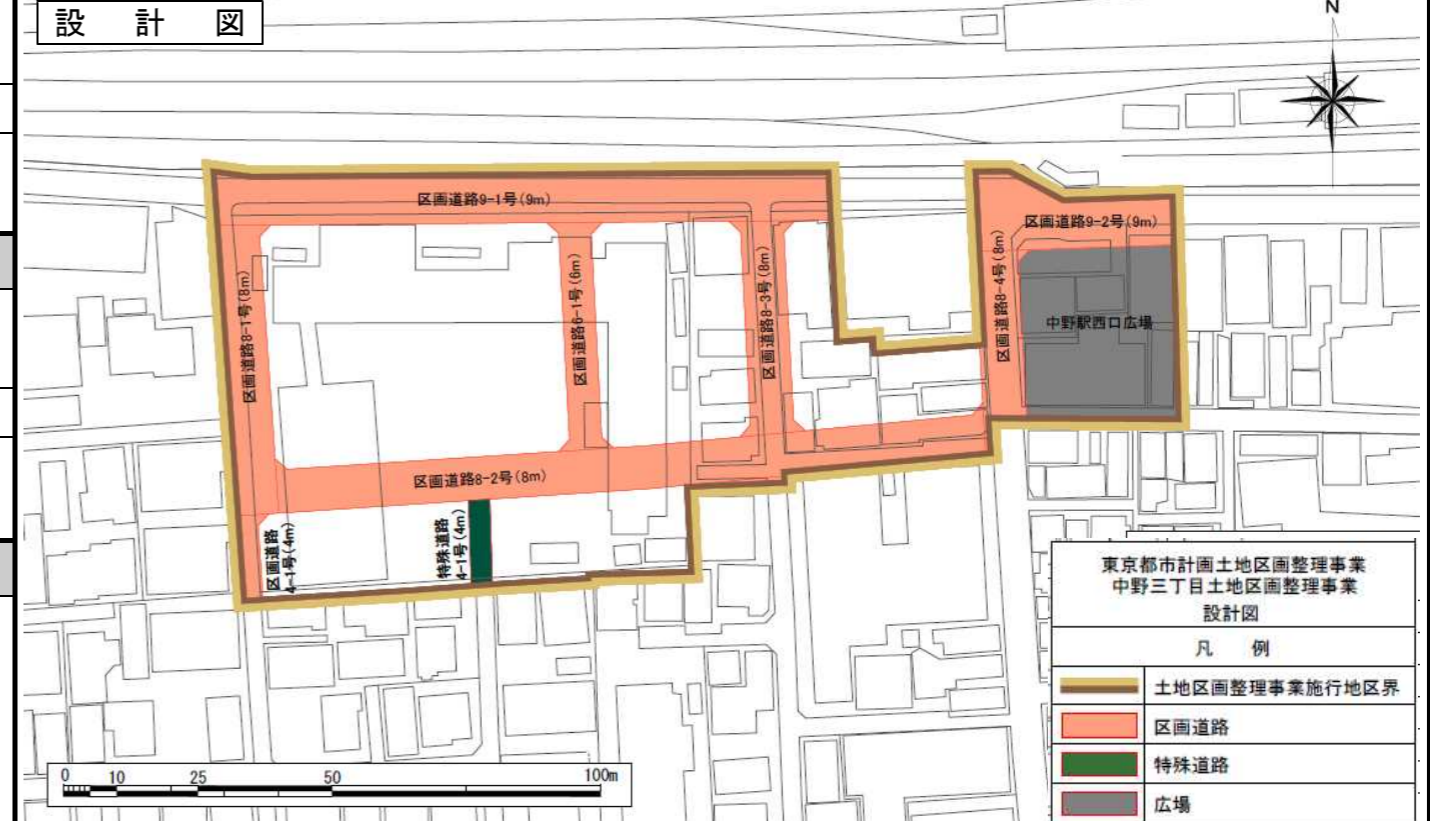 設 計 図
N
区画道路9-1号(9m)
区画道路9-2号(9m)
区画道路8-1号(8m)
区画道路6-1号(6m)
区画道路8-3号(8m)
区画道路8-4号(8m)
中野駅西口広場
区画道路8-2号(8m)
区画道路
4-1号(4m)
特殊道路
4-1号(4m)
東京都市計画土地区画整理事業
中野三丁目土地区画整理事業
設計図
凡 例
土地区画整理事業施行地区界
区画道路
特殊道路
広場
0 10 25 50 100m